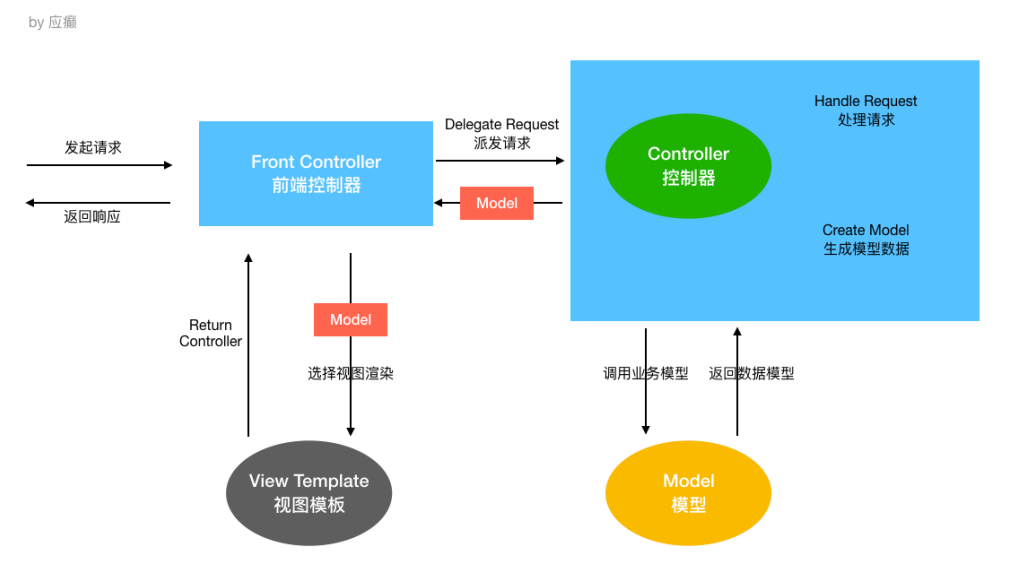 by 应癫
发起请求
返回响应
Front Controller
前端控制器
Delegate Request
派发请求
Model
Controller
控制器
Handle Request
处理请求
Create Model
生成模型数据
Return
Controller
Model
选择视图渲染
调用业务模型
返回数据模型
View Template
视图模板
Model
模型